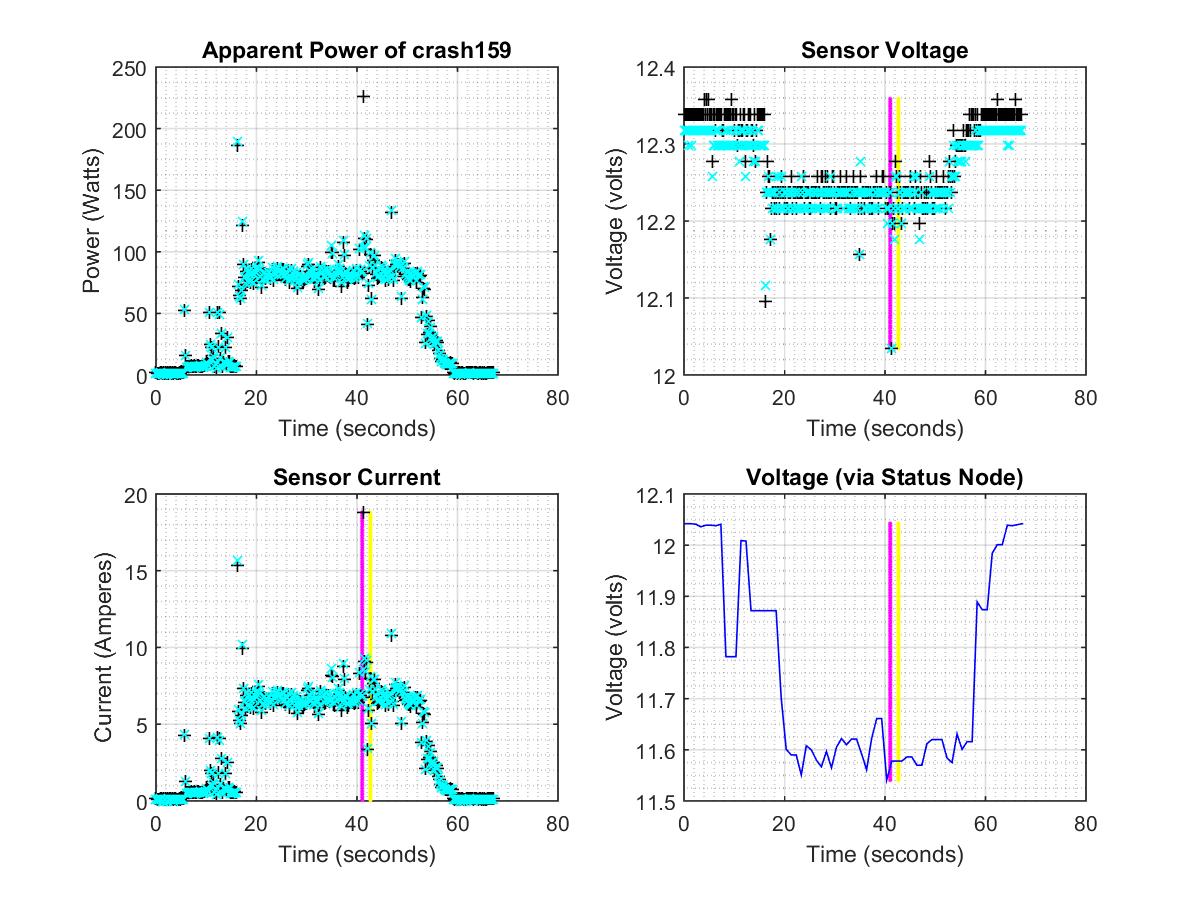 Apparent Power of crash159
250
200
150
100
50
0
Power (Watts)
0 20 40 60 80
Time (seconds)
Sensor Voltage
12.4
12.3
12.2
12.1
12
Voltage (volts)
0 20 40 60 80
Time (seconds)
Sensor Current
20
15
10
5
0
Current (Amperes)
0 20 40 60 80
Time (seconds)
Voltage (via Status Node)
12.1
12
11.9
11.8
11.7
11.6
11.5
Voltage (volts)
0 20 40 60 80
Time (seconds)